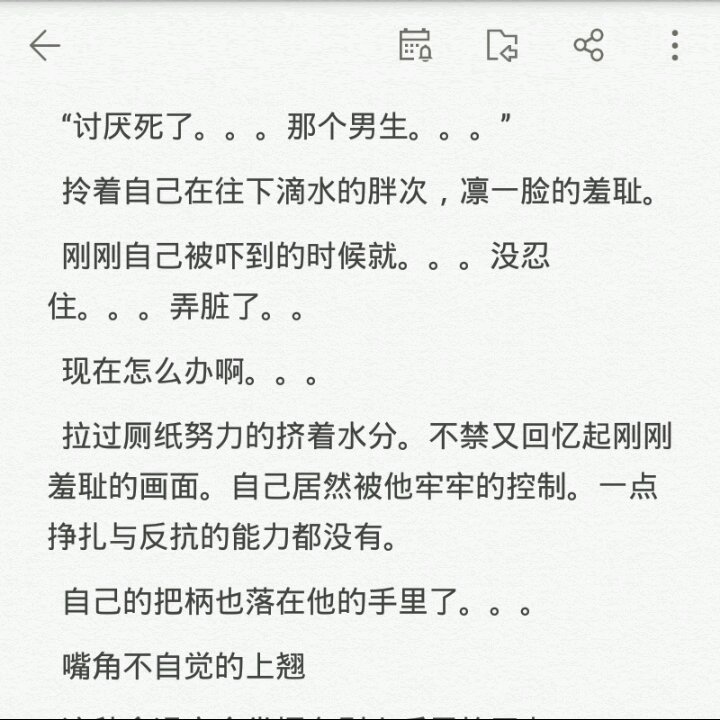 “讨厌死了。。。那个男生。。。”
拎着自己在往下滴水的胖次，凛一脸的羞耻。
刚刚自己被吓到的时候就。。。没忍
住。。。弄脏了。。
现在怎么办啊。。。
拉过厕纸努力的挤着水分。不禁又回忆起刚刚
羞耻的画面。自己居然被他牢牢的控制。一点
挣扎与反抗的能力都没有。
自己的把柄也落在他的手里了。。。
嘴角不自觉的上翘